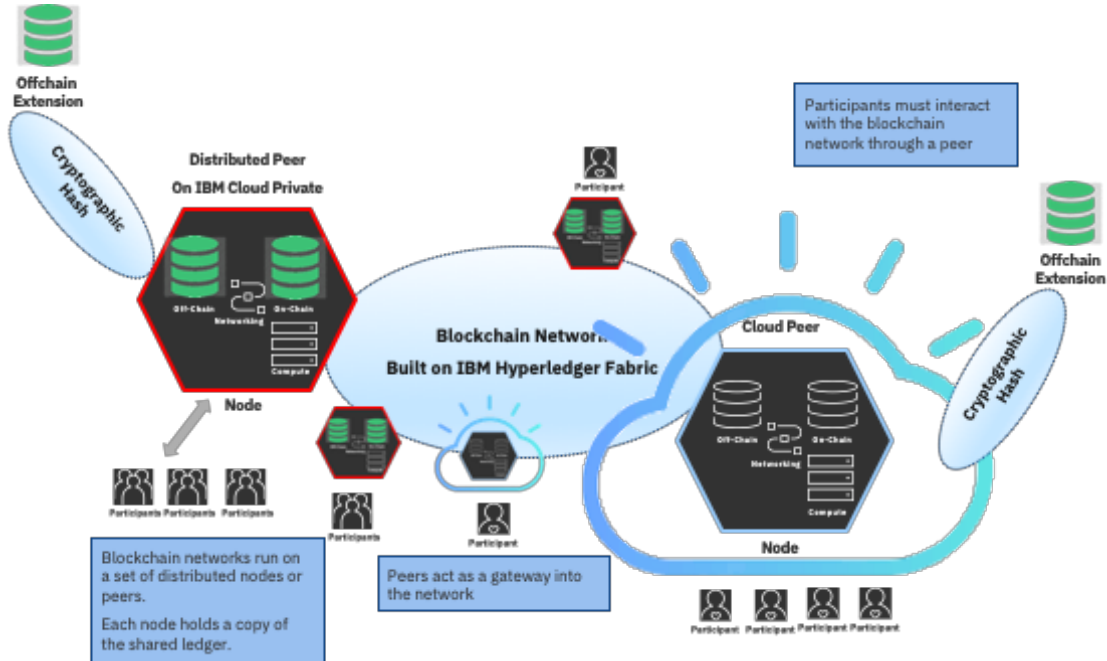 Offchain
Extension
Cryptographic
Hash
Distributed Peer
On IBM Cloud Private
Off-Chain
On-Chain
Networking
Compute
Node
Participants
Participants
Participants
Blockchain networks run on
a set of distributed nodes or
peers.
Each node holds a copy of
the shared ledger.
Participant
Blockchain Network
Built on IBM Hyperledger Fabric
Participants
Participant
Peers act as a gateway into
the network
Participants must interact
with the blockchain
network through a peer
Offchain
Extension
Cryptographic
Hash
Cloud Peer
Off-Chain
On-Chain
Networking
Compute
Node
Participant
Participant
Participant
Participant